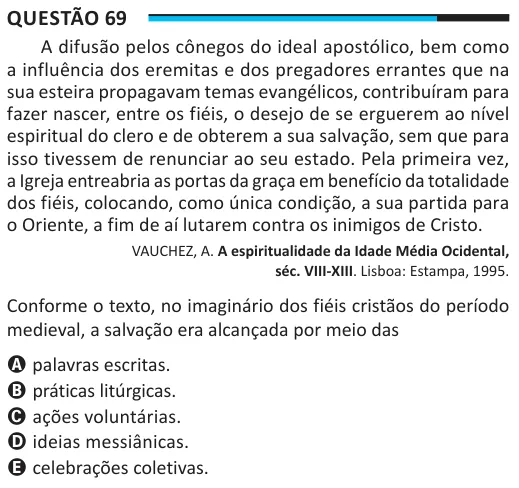 QUESTÃO 69
A difusão pelos cônegos do ideal apostólico, bem como
a influência dos eremitas e dos pregadores errantes que na
sua esteira propagavam temas evangélicos, contribuíram para
fazer nascer, entre os fiéis, o desejo de se erguerem ao nível
espiritual do clero e de obterem a sua salvação, sem que para
isso tivessem de renunciar ao seu estado. Pela primeira vez,
a Igreja entreabria as portas da graça em benefício da totalidade
dos fiéis, colocando, como única condição, a sua partida para
o Oriente, a fim de aí lutarem contra os inimigos de Cristo.
VAUCHEZ, A. A espiritualidade da Idade Média Ocidental,
séc. VIII-XIII. Lisboa: Estampa, 1995.
Conforme o texto, no imaginário dos fiéis cristãos do período
medieval, a salvação era alcançada por meio das
A palavras escritas.
B práticas litúrgicas.
C ações voluntárias.
D ideias messiânicas.
E celebrações coletivas.